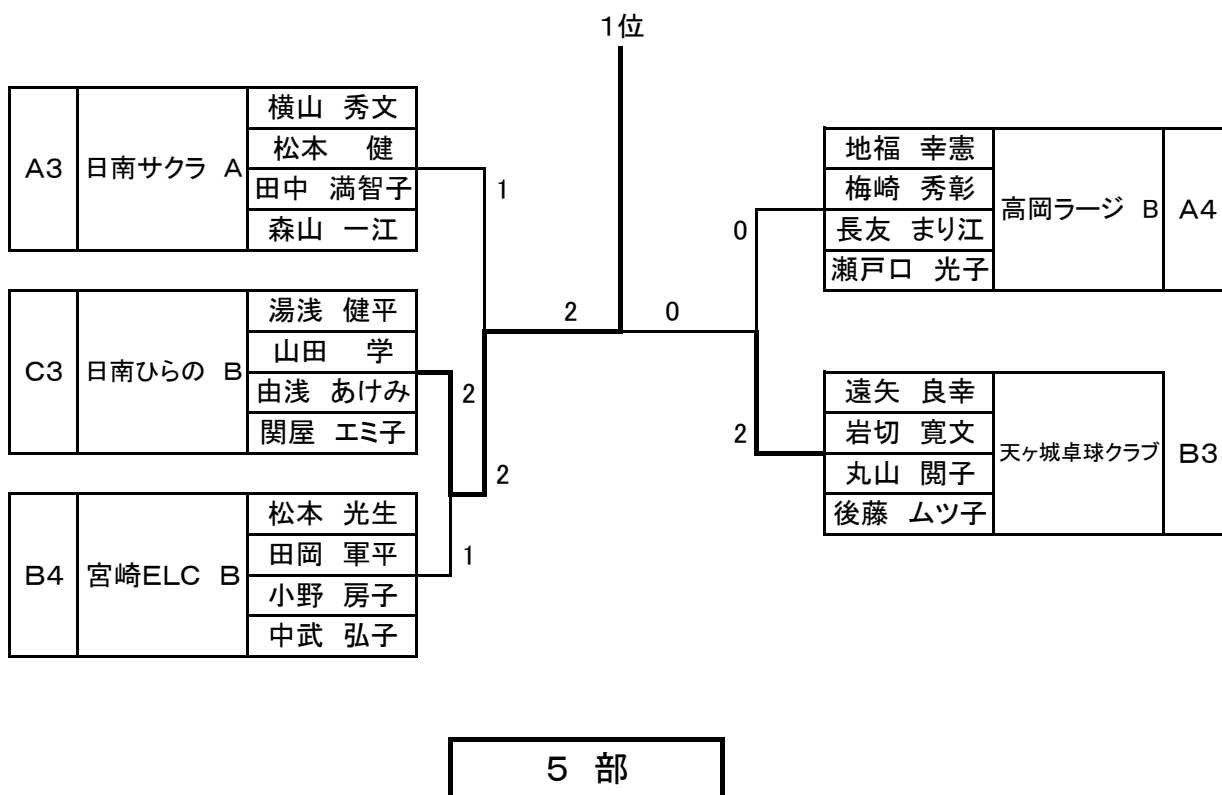 1位
横山 秀文
A3 日南サクラ A
松本 健
田中 満智子
森山 一江
1
湯浅 健平
C3 日南ひらの B
山田 学
由浅 あけみ
関屋 エミ子
2
2
松本 光生
B4 宮崎ELC B
田岡 軍平
小野 房子
中武 弘子
1
2
0
地福 幸憲
梅崎 秀彰
高岡ラージ B A4
長友 まり江
瀬戸口 光子
0
遠矢 良幸
岩切 寛文
天ヶ城卓球クラブ B3
丸山 閲子
後藤 ムツ子
2
5 部